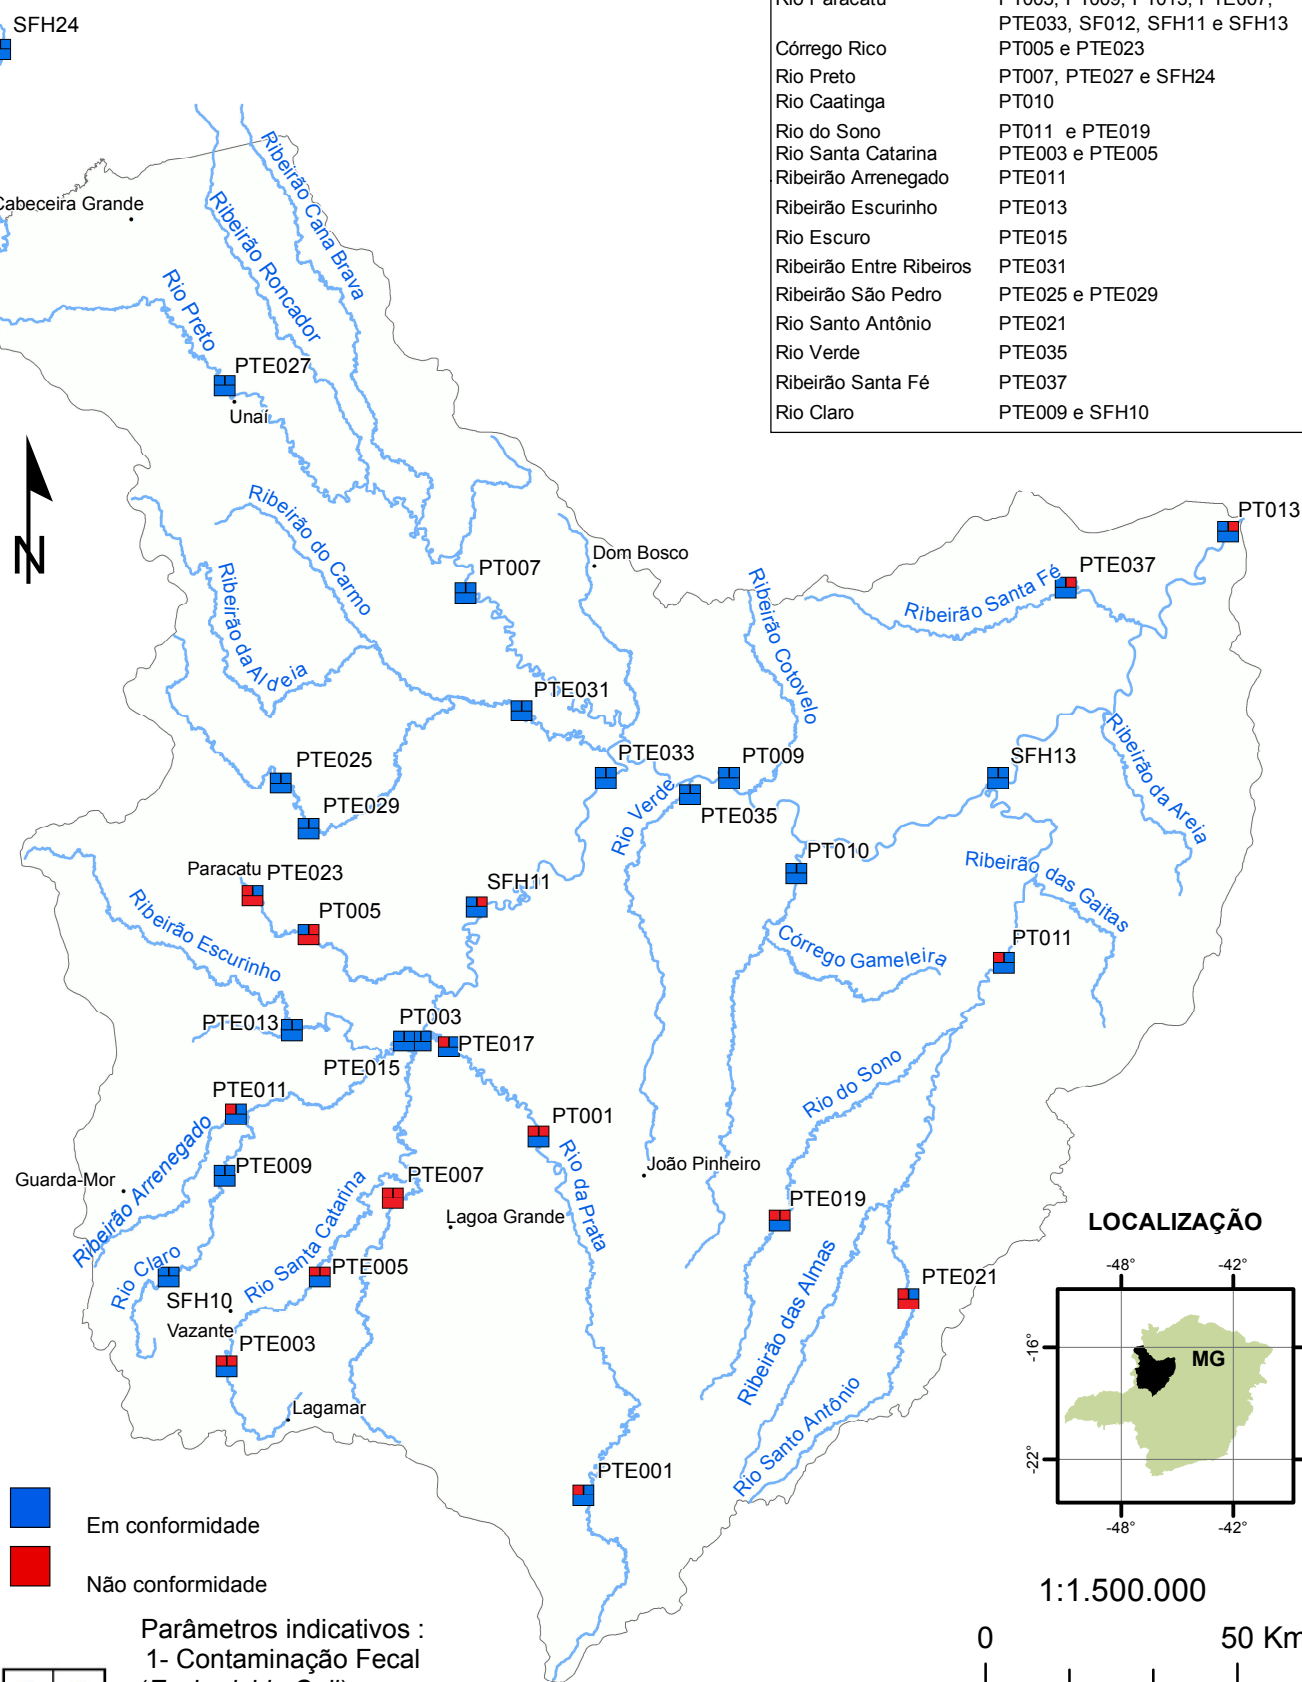 SFH24
PTE033, SF012, SFH11 e SFH13
Córrego Rico PT005 e PTE023
Rio Preto PT007, PTE027 e SFH24
Rio Caatinga PT010
Rio do Sono PT011 e PTE019
Rio Santa Catarina PTE003 e PTE005
Ribeirão Arrenegado PTE011
Ribeirão Escurinho PTE013
Rio Escuro PTE015
Ribeirão Entre Ribeiros PTE031
Ribeirão São Pedro PTE025 e PTE029
Rio Santo Antônio PTE021
Rio Verde PTE035
Ribeirão Santa Fé PTE037
Rio Claro PTE009 e SFH10
Cabeceira Grande
Ribeirão Cana Brava
Ribeirão Roncador
Rio Preto
PTE027
Unaí
N
Ribeirão do Carmo
PT013
Dom Bosco
PT007
PTE037
Ribeirão Santa Fé
Ribeirão da Aldeia
Ribeirão Cotovelo
PTE031
PTE033
PT009
SFH13
Ribeirão da Areia
PTE025
PTE029
Rio Verde
PTE035
PT010
Ribeirão das Gaitas
Paracatu
PTE023
SFH11
PT005
Ribeirão Escurinho
Córrego Gameleira
PT011
PTE013
PT003
PTE017
PTE015
Rio do Sono
PTE011
PT001
Ribeirão Arrenegado
PTE009
Guarda-Mor
João Pinheiro
PTE007
Rio da Prata
Lagoa Grande
PTE019
Rio Santa Catarina
Rio Claro
PTE005
SFH10
Vazante
PTE003
Ribeirão das Almas
PTE021
Lagamar
Rio Santo Antônio
PTE001
LOCALIZAÇÃO
-48° -42°
-16°
MG
-22°
-48° -42°
Em conformidade
Não conformidade
Parâmetros indicativos :
1- Contaminação Fecal
1:1.500.000
0 50 Km